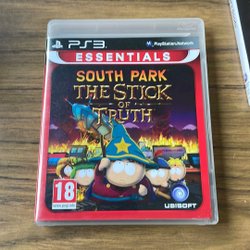 PS3
PlayStation Network
ESSENTIALS
SOUTH PARK
THE STICK
OF
TRUTH
18
UBISOFT